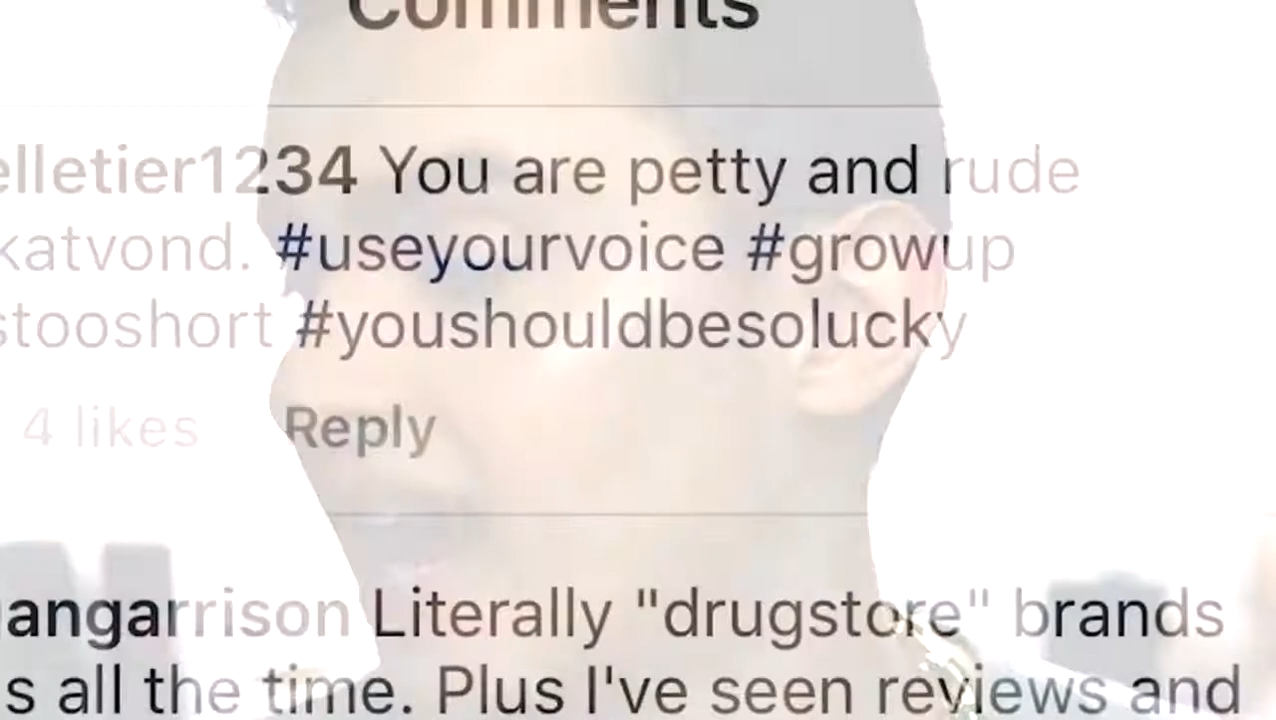 Comments
elletier1234 You are petty and rude
katvond. #useyourvoice #growup
stooshort #youshouldbesolucky
4 likes Reply
gangarrison Literally "drugstore" brands
s all the time. Plus I've seen reviews and